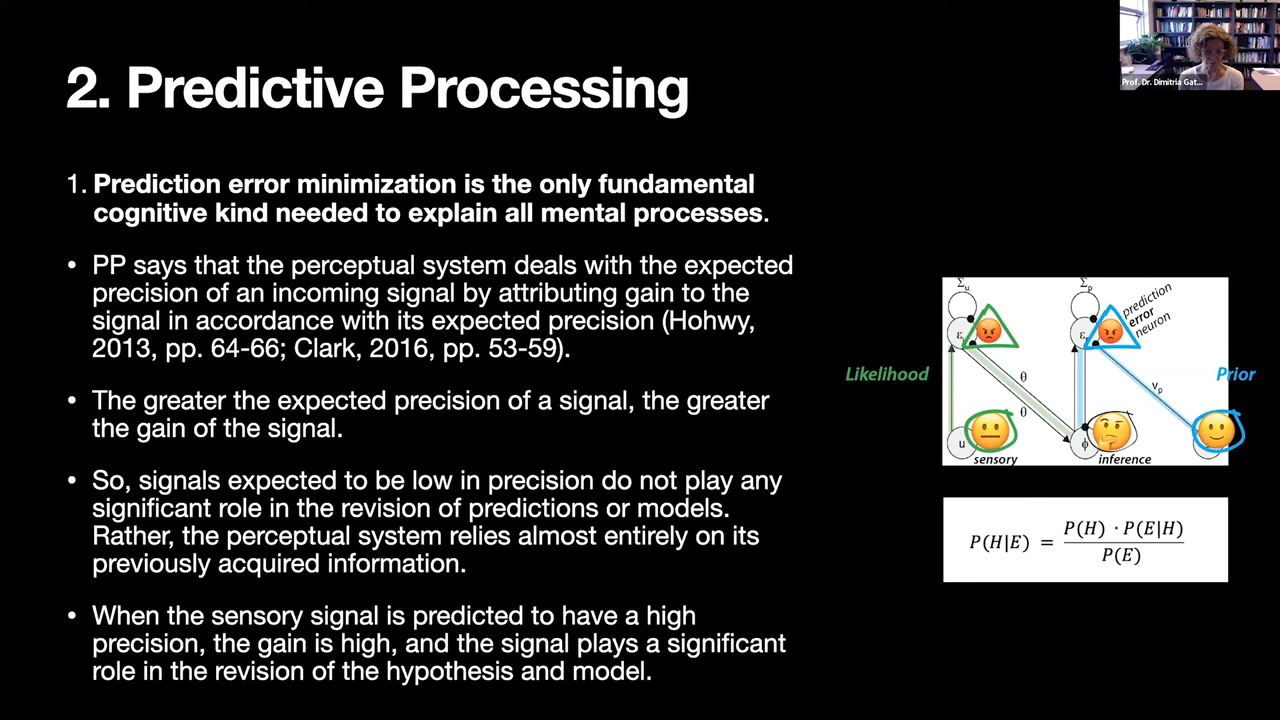 2. Predictive Processing
Prof. Dr. Dimitria Gat...
1. Prediction error minimization is the only fundamental
cognitive kind needed to explain all mental processes.
• PP says that the perceptual system deals with the expected
precision of an incoming signal by attributing gain to the
signal in accordance with its expected precision (Hohwy,
2013, pp. 64-66; Clark, 2016, pp. 53-59).
• The greater the expected precision of a signal, the greater
the gain of the signal.
• So, signals expected to be low in precision do not play any
significant role in the revision of predictions or models.
Rather, the perceptual system relies almost entirely on its
previously acquired information.
• When the sensory signal is predicted to have a high
precision, the gain is high, and the signal plays a significant
role in the revision of the hypothesis and model.
Σu
Σp
prediction
error
neuron
ε
ε
Likelihood
θ
θ
vp
Prior
u
ϕ
sensory
inference
P(H|E) = P(H) · P(E|H)
P(E)